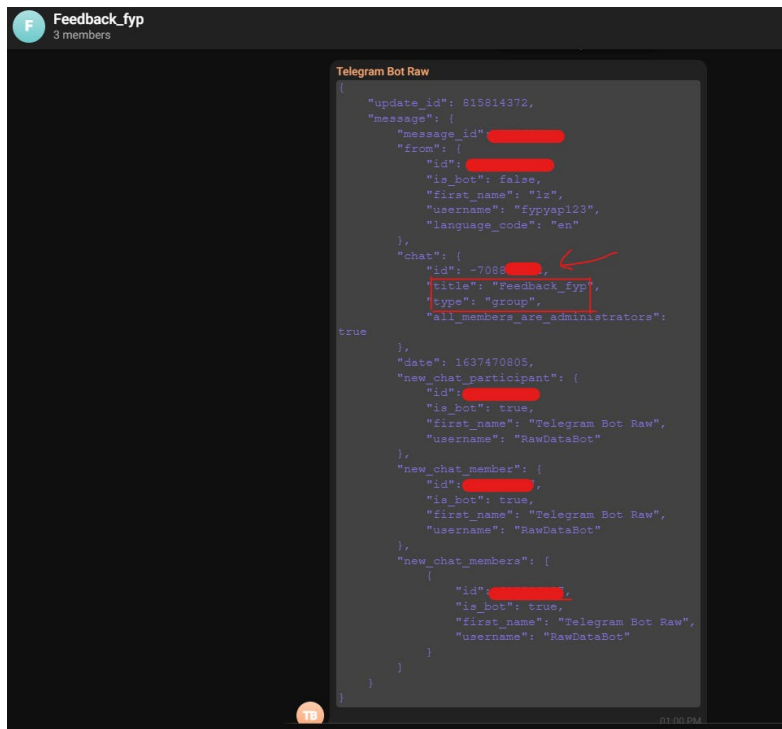 F
Feedback_fyp
3 members
Telegram Bot Raw
{
"update_id": 815814372,
"message": {
"message_id":
"from": {
"id":
"is_bot": false,
"first_name": "lz",
"username": "fypyap123",
"language_code": "en"
},
"chat": {
"id": -7088
"title": "Feedback_fyp",
"type": "group",
"all_members_are_administrators":
true
},
"date": 1637470805,
"new_chat_participant": {
"id":
"is_bot": true,
"first_name": "Telegram Bot Raw",
"username": "RawDataBot"
},
"new_chat_member": {
"id":
"is_bot": true,
"first_name": "Telegram Bot Raw",
"username": "RawDataBot"
},
"new_chat_members": [
{
"id":
"is_bot": true,
"first_name": "Telegram Bot Raw",
"username": "RawDataBot"
}
]
}
}
TB
01:00 PM